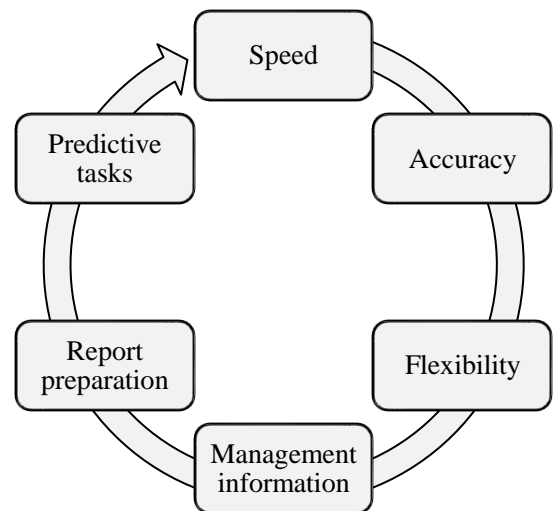 Speed
Accuracy
Flexibility
Management
information
Report
preparation
Predictive
tasks